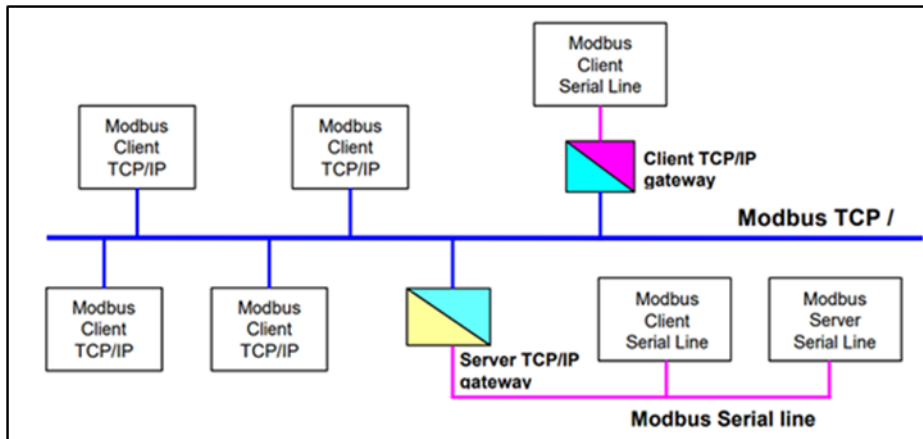 Modbus
Client
Serial Line
Modbus
Client
TCP/IP
Modbus
Client
TCP/IP
Client TCP/IP
gateway
Modbus TCP /
Modbus
Client
TCP/IP
Modbus
Client
TCP/IP
Modbus
Client
Serial Line
Modbus
Server
Serial Line
Server TCP/IP
gateway
Modbus Serial line